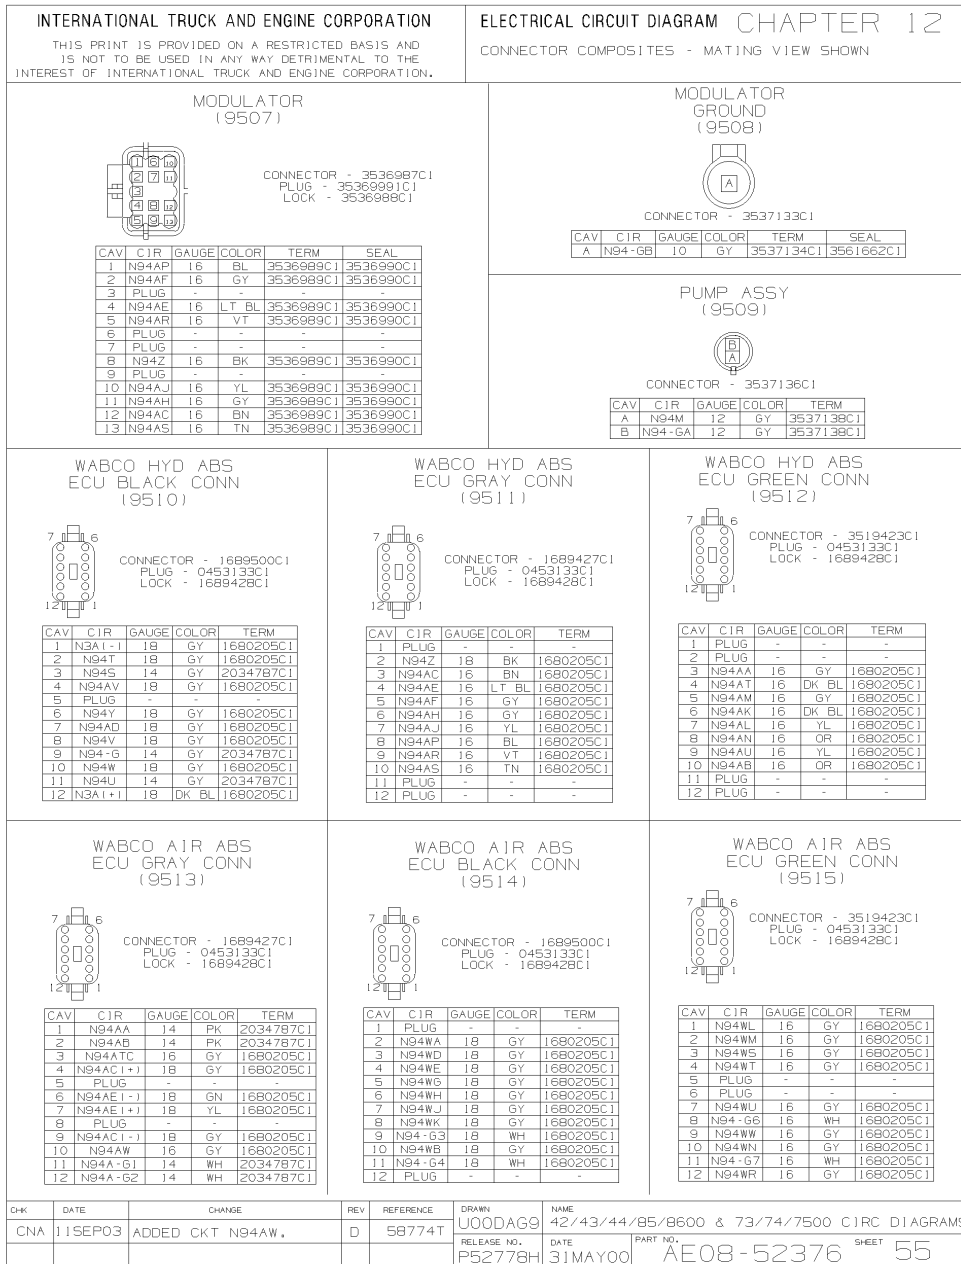 INTERNATIONAL TRUCK AND ENGINE CORPORATION
THIS PRINT IS PROVIDED ON A RESTRICTED BASIS AND
IS NOT TO BE USED IN ANY WAY DETRIMENTAL TO THE
INTEREST OF INTERNATIONAL TRUCK AND ENGINE CORPORATION.
ELECTRICAL CIRCUIT DIAGRAM CHAPTER 12
CONNECTOR COMPOSITES - MATING VIEW SHOWN
MODULATOR
(9507)
1 6 10
2 7 11
3
4 8 12
5 9 13
CONNECTOR - 3536987C1
PLUG - 35369991C1
LOCK - 3536988C1
CAV CIR GAUGE COLOR TERM SEAL
1 N94AP 16 BL 3536989C1 3536990C1
2 N94AF 16 GY 3536989C1 3536990C1
3 PLUG - - - -
4 N94AE 16 LT BL 3536989C1 3536990C1
5 N94AR 16 VT 3536989C1 3536990C1
6 PLUG - - - -
7 PLUG - - - -
8 N94Z 16 BK 3536989C1 3536990C1
9 PLUG - - - -
10 N94AJ 16 YL 3536989C1 3536990C1
11 N94AH 16 GY 3536989C1 3536990C1
12 N94AC 16 BN 3536989C1 3536990C1
13 N94AS 16 TN 3536989C1 3536990C1
MODULATOR
GROUND
(9508)
A
CONNECTOR - 3537133C1
CAV CIR GAUGE COLOR TERM SEAL
A N94-GB 10 GY 3537134C1 3561662C1
PUMP ASSY
(9509)
B
A
CONNECTOR - 3537136C1
CAV CIR GAUGE COLOR TERM
A N94M 12 GY 3537138C1
B N94-GA 12 GY 3537138C1
WABCO HYD ABS
ECU BLACK CONN
(9510)
7 6
12 1
CONNECTOR - 1689500C1
PLUG - 0453133C1
LOCK - 1689428C1
CAV CIR GAUGE COLOR TERM
1 N3A(-) 18 GY 1680205C1
2 N94T 18 GY 1680205C1
3 N94S 14 GY 2034787C1
4 N94AV 18 GY 1680205C1
5 PLUG - - -
6 N94Y 18 GY 1680205C1
7 N94AD 18 GY 1680205C1
8 N94V 18 GY 1680205C1
9 N94-G 14 GY 2034787C1
10 N94W 18 GY 1680205C1
11 N94U 14 GY 2034787C1
12 N3A(+) 18 DK BL 1680205C1
WABCO HYD ABS
ECU GRAY CONN
(9511)
7 6
12 1
CONNECTOR - 1689427C1
PLUG - 0453133C1
LOCK - 1689428C1
CAV CIR GAUGE COLOR TERM
1 PLUG - - -
2 N94Z 18 BK 1680205C1
3 N94AC 16 BN 1680205C1
4 N94AE 16 LT BL 1680205C1
5 N94AF 16 GY 1680205C1
6 N94AH 16 GY 1680205C1
7 N94AJ 16 YL 1680205C1
8 N94AP 16 BL 1680205C1
9 N94AR 16 VT 1680205C1
10 N94AS 16 TN 1680205C1
11 PLUG - - -
12 PLUG - - -
WABCO HYD ABS
ECU GREEN CONN
(9512)
7 6
12 1
CONNECTOR - 3519423C1
PLUG - 0453133C1
LOCK - 1689428C1
CAV CIR GAUGE COLOR TERM
1 PLUG - - -
2 PLUG - - -
3 N94AA 16 GY 1680205C1
4 N94AT 16 DK BL 1680205C1
5 N94AM 16 GY 1680205C1
6 N94AK 16 DK BL 1680205C1
7 N94AL 16 YL 1680205C1
8 N94AN 16 OR 1680205C1
9 N94AU 16 YL 1680205C1
10 N94AB 16 OR 1680205C1
11 PLUG - - -
12 PLUG - - -
WABCO AIR ABS
ECU GRAY CONN
(9513)
7 6
12 1
CONNECTOR - 1689427C1
PLUG - 0453133C1
LOCK - 1689428C1
CAV CIR GAUGE COLOR TERM
1 N94AA 14 PK 2034787C1
2 N94AB 14 PK 2034787C1
3 N94ATC 16 GY 1680205C1
4 N94AC(+) 18 GY 1680205C1
5 PLUG - - -
6 N94AE(-) 18 GN 1680205C1
7 N94AE(+) 18 YL 1680205C1
8 PLUG - - -
9 N94AC(-) 18 GY 1680205C1
10 N94AW 16 GY 1680205C1
11 N94A-G1 14 WH 2034787C1
12 N94A-G2 14 WH 2034787C1
WABCO AIR ABS
ECU BLACK CONN
(9514)
7 6
12 1
CONNECTOR - 1689500C1
PLUG - 0453133C1
LOCK - 1689428C1
CAV CIR GAUGE COLOR TERM
1 PLUG - - -
2 N94WA 18 GY 1680205C1
3 N94WD 18 GY 1680205C1
4 N94WE 18 GY 1680205C1
5 N94WG 18 GY 1680205C1
6 N94WH 18 GY 1680205C1
7 N94WJ 18 GY 1680205C1
8 N94WK 18 GY 1680205C1
9 N94-G3 18 WH 1680205C1
10 N94WB 18 GY 1680205C1
11 N94-G4 18 WH 1680205C1
12 PLUG - - -
WABCO AIR ABS
ECU GREEN CONN
(9515)
7 6
12 1
CONNECTOR - 3519423C1
PLUG - 0453133C1
LOCK - 1689428C1
CAV CIR GAUGE COLOR TERM
1 N94WL 16 GY 1680205C1
2 N94WM 16 GY 1680205C1
3 N94WS 16 GY 1680205C1
4 N94WT 16 GY 1680205C1
5 PLUG - - -
6 PLUG - - -
7 N94WU 16 GY 1680205C1
8 N94-G6 16 WH 1680205C1
9 N94WW 16 GY 1680205C1
10 N94WN 16 GY 1680205C1
11 N94-G7 16 WH 1680205C1
12 N94WR 16 GY 1680205C1
CHK DATE CHANGE REV REFERENCE
CNA 11SEP03 ADDED CKT N94AW. D 58774T
DRAWN
U00DAG9
NAME
42/43/44/85/8600 & 73/74/7500 CIRC DIAGRAMS
RELEASE NO.
P52778H
DATE
31MAY00
PART NO.
AE08-52376
SHEET 55